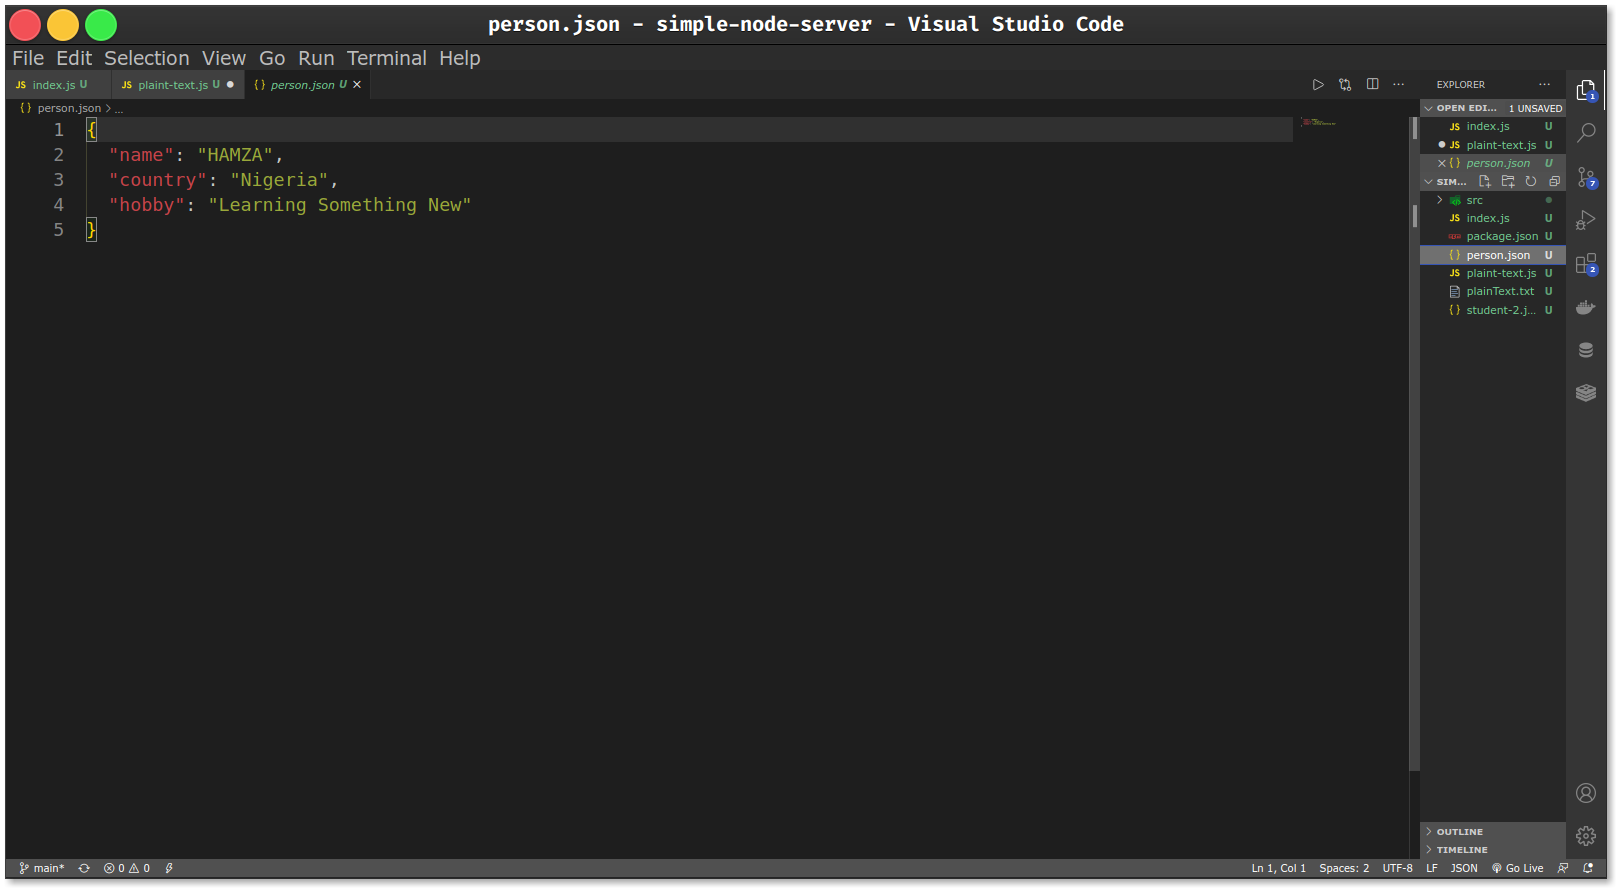 person.json - simple-node-server - Visual Studio Code
File Edit Selection View Go Run Terminal Help
JS index.js U JS plaint-text.js U ● {} person.json U ×
{} person.json > ...
1 {
2 "name": "HAMZA",
3 "country": "Nigeria",
4 "hobby": "Learning Something New"
5 }
EXPLORER ...
OPEN EDI... 1 UNSAVED
JS index.js U
● JS plaint-text.js U
× {} person.json U
SIM...
src
JS index.js U
package.json U
{} person.json U
JS plaint-text.js U
plainText.txt U
{} student-2.j... U
OUTLINE
TIMELINE
1
7
2
main* 0 0 Ln 1, Col 1 Spaces: 2 UTF-8 LF JSON Go Live